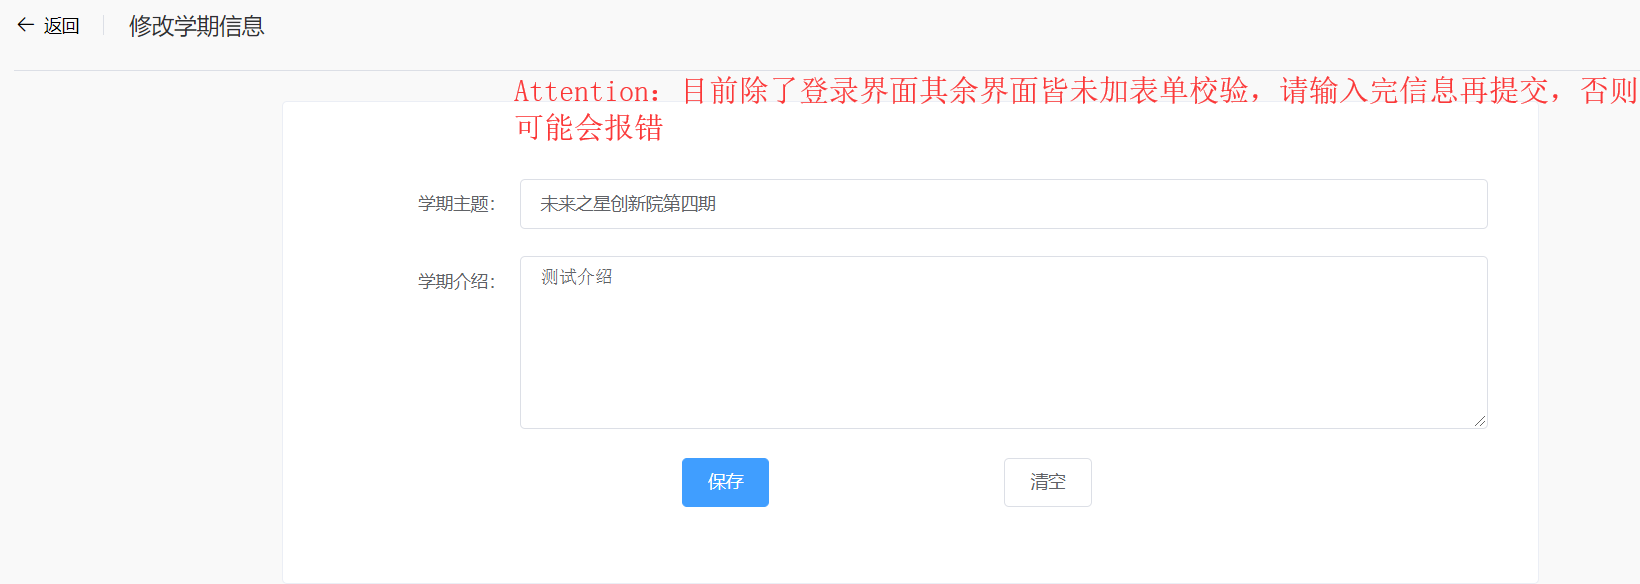 返回 修改学期信息
Attention：目前除了登录界面其余界面皆未加表单校验，请输入完信息再提交，否则
可能会报错
学期主题： 未来之星创新院第四期
学期介绍： 测试介绍
保存 清空